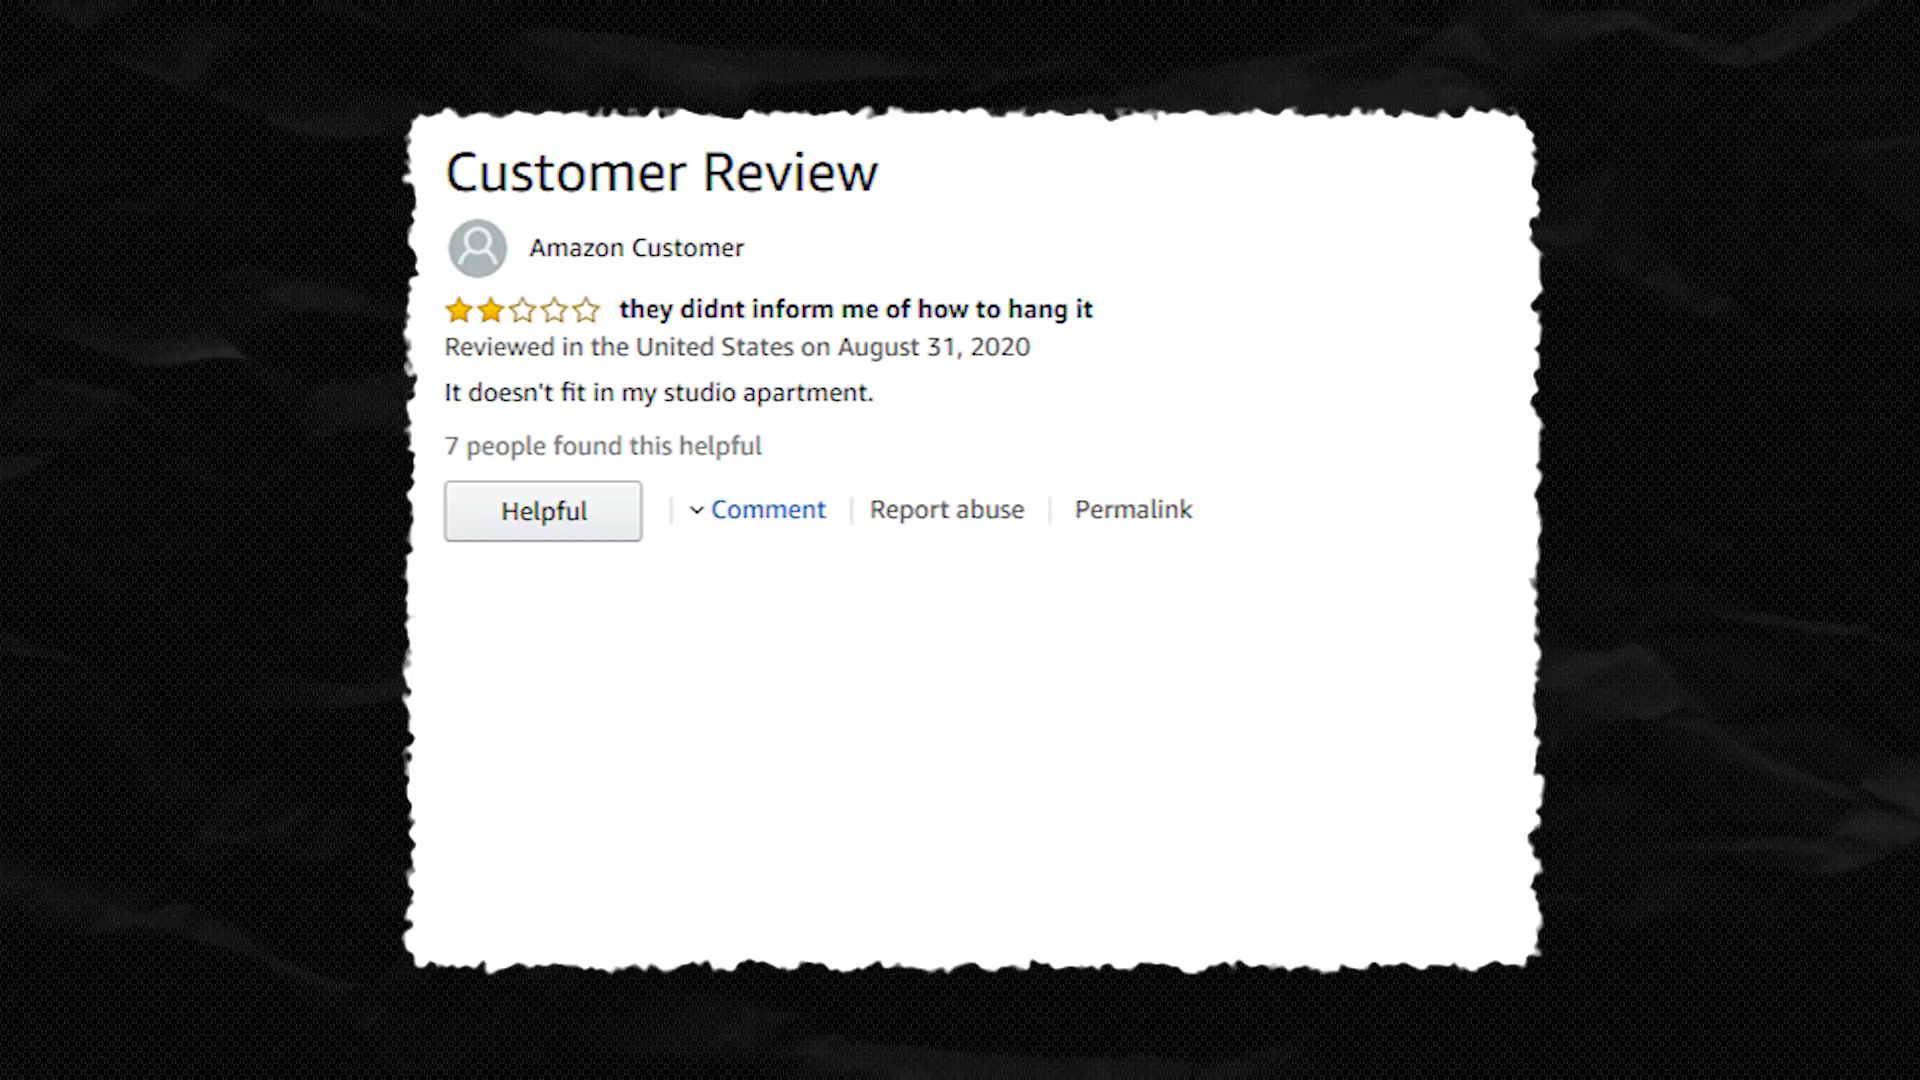 Customer Review
Amazon Customer
they didnt inform me of how to hang it
Reviewed in the United States on August 31, 2020
It doesn't fit in my studio apartment.
7 people found this helpful
Helpful Comment Report abuse Permalink